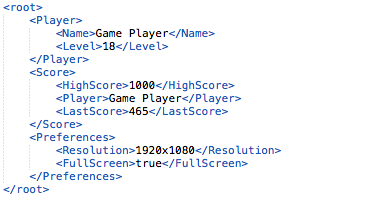 <root>
    <Player>
        <Name>Game Player</Name>
        <Level>18</Level>
    </Player>
    <Score>
        <HighScore>1000</HighScore>
        <Player>Game Player</Player>
        <LastScore>465</LastScore>
    </Score>
    <Preferences>
        <Resolution>1920x1080</Resolution>
        <FullScreen>true</FullScreen>
    </Preferences>
</root>